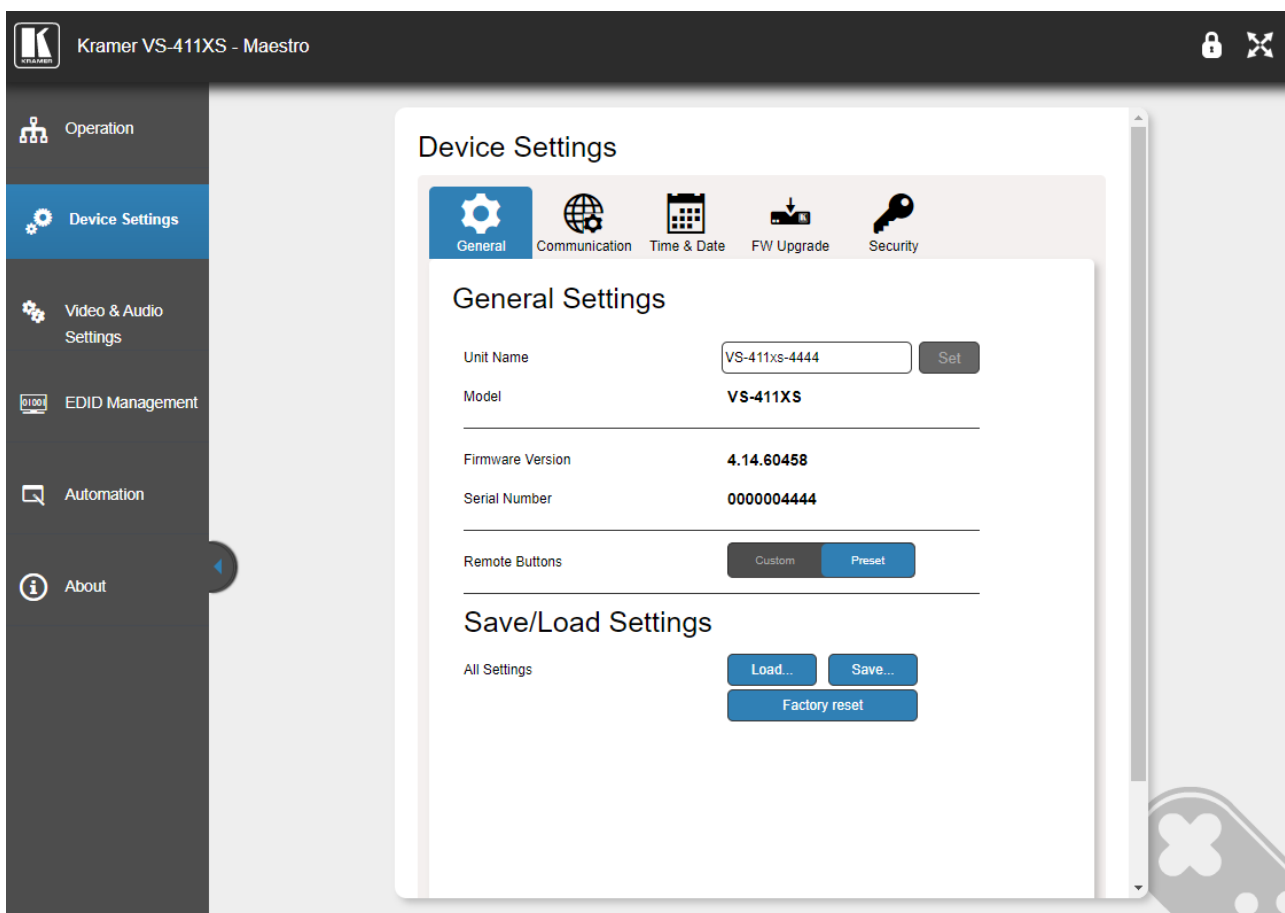 KRAMER
Kramer VS-411XS - Maestro
Operation
Device Settings
Video & Audio
Settings
01001
EDID Management
Automation
About
Device Settings
General
Communication
Time & Date
K
FW Upgrade
Security
General Settings
Unit Name
VS-411xs-4444
Set
Model
VS-411XS
Firmware Version
4.14.60458
Serial Number
0000004444
Remote Buttons
Custom
Preset
Save/Load Settings
All Settings
Load...
Save...
Factory reset